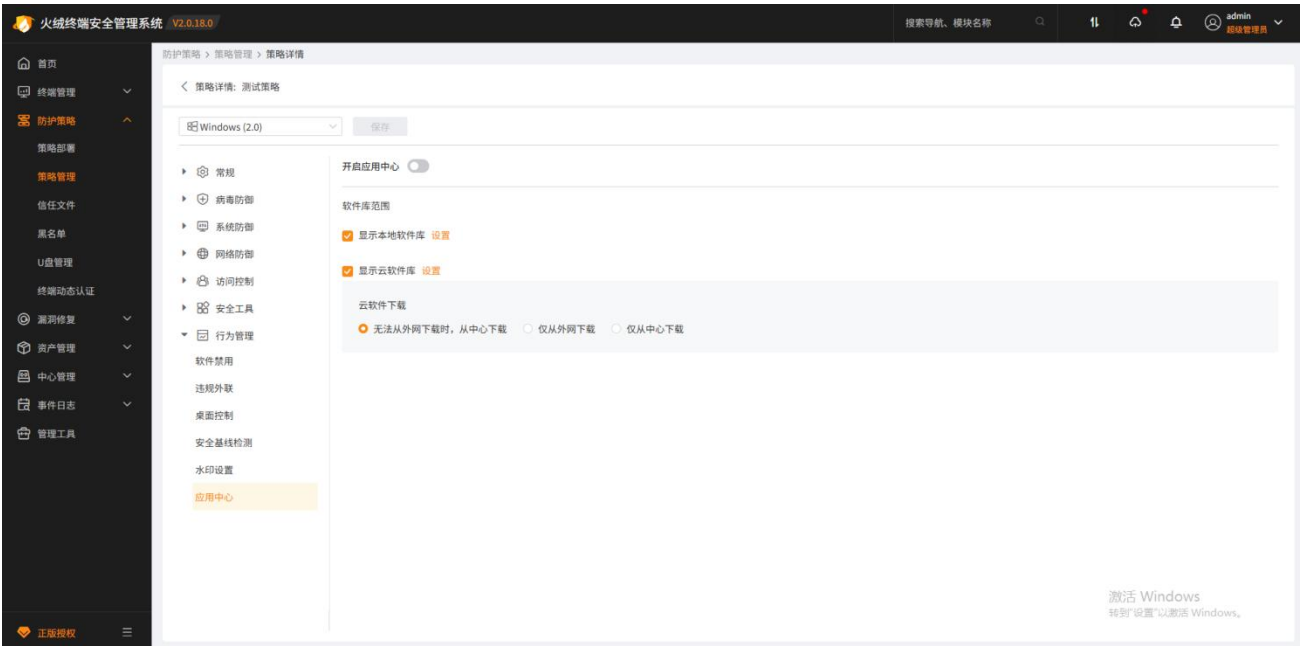 火绒终端安全管理系统 V2.0.18.0
搜索导航、模块名称
admin
超级管理员
首页
终端管理
防护策略
策略部署
策略管理
信任文件
黑名单
U盘管理
终端动态认证
漏洞修复
资产管理
中心管理
事件日志
管理工具
正版授权
防护策略 > 策略管理 > 策略详情
策略详情: 测试策略
Windows (2.0)
保存
常规
病毒防御
系统防御
网络防御
访问控制
安全工具
行为管理
软件禁用
违规外联
桌面控制
安全基线检测
水印设置
应用中心
开启应用中心
软件库范围
显示本地软件库 设置
显示云软件库 设置
云软件下载
无法从外网下载时，从中心下载 仅从外网下载 仅从中心下载
激活 Windows
转到"设置"以激活 Windows。